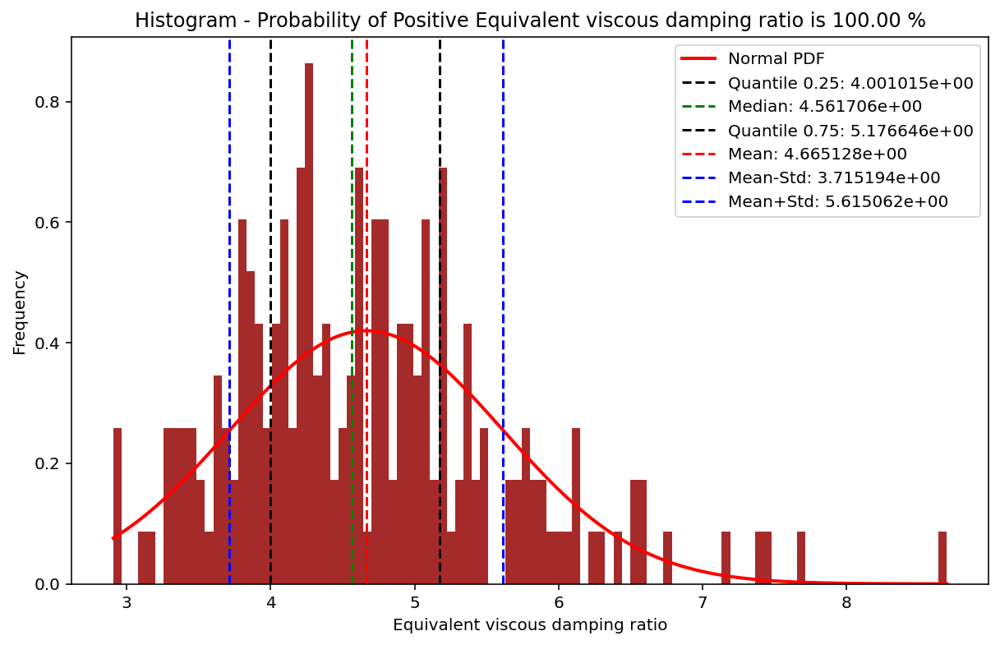 Histogram - Probability of Positive Equivalent viscous damping ratio is 100.00 %
Normal PDF
Quantile 0.25: 4.001015e+00
Median: 4.561706e+00
Quantile 0.75: 5.176646e+00
Mean: 4.665128e+00
Mean-Std: 3.715194e+00
Mean+Std: 5.615062e+00
Frequency
0.8
0.6
0.4
0.2
0.0
3 4 5 6 7 8
Equivalent viscous damping ratio